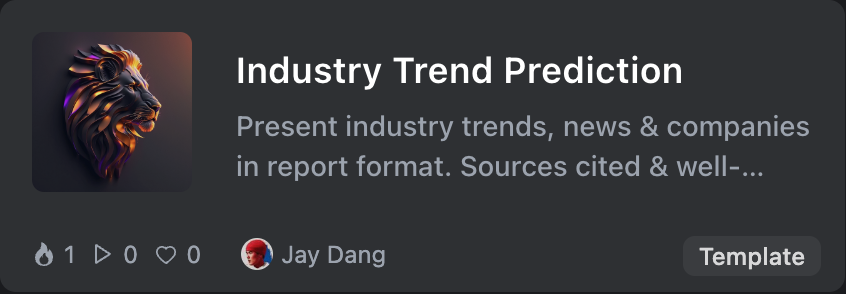 Industry Trend Prediction
Present industry trends, news & companies
in report format. Sources cited & well-...
1 0 0 Jay Dang Template